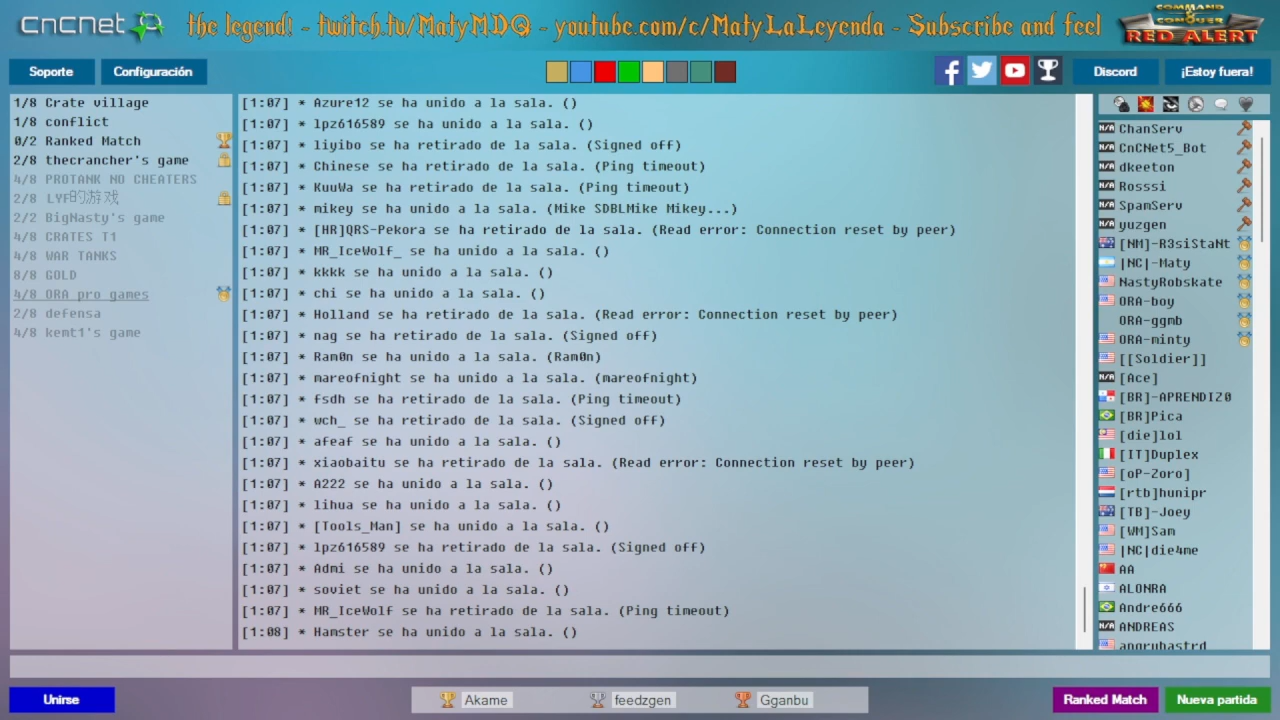 CnCNet
the legend! - twitch.tv/MatyMDQ - youtube.com/c/MatyLaLeyenda - Subscribe and feel
COMMAND & CONQUER
RED ALERT
Soporte
Configuración
Discord
¡Estoy fuera!
1/8 Crate village
1/8 conflict
0/2 Ranked Match
2/8 thecrancher's game
4/8 PROTANK NO CHEATERS
2/8 LYF的游戏
2/2 BigNasty's game
4/8 CRATES T1
4/8 WAR TANKS
8/8 GOLD
4/8 ORA pro games
2/8 defensa
4/8 kemt1's game
[1:07] * Azure12 se ha unido a la sala. ()
[1:07] * lpz616589 se ha unido a la sala. ()
[1:07] * liyibo se ha retirado de la sala. (Signed off)
[1:07] * Chinese se ha retirado de la sala. (Ping timeout)
[1:07] * KuuWa se ha retirado de la sala. (Ping timeout)
[1:07] * mikey se ha unido a la sala. (Mike SDBLMike Mikey...)
[1:07] * [HR]QRS-Pekara se ha retirado de la sala. (Read error: Connection reset by peer)
[1:07] * MR_IceWolf_ se ha unido a la sala. ()
[1:07] * kkkk se ha unido a la sala. ()
[1:07] * chi se ha unido a la sala. ()
[1:07] * Holland se ha retirado de la sala. (Read error: Connection reset by peer)
[1:07] * nag se ha retirado de la sala. (Signed off)
[1:07] * Ram0n se ha unido a la sala. (Ram0n)
[1:07] * mareofnight se ha unido a la sala. (mareofnight)
[1:07] * fsdh se ha retirado de la sala. (Ping timeout)
[1:07] * wch_ se ha retirado de la sala. (Signed off)
[1:07] * afeaf se ha unido a la sala. ()
[1:07] * xiaobaitu se ha retirado de la sala. (Read error: Connection reset by peer)
[1:07] * A222 se ha unido a la sala. ()
[1:07] * lihua se ha unido a la sala. ()
[1:07] * [Tools_Man] se ha unido a la sala. ()
[1:07] * lpz616589 se ha retirado de la sala. (Signed off)
[1:07] * Admi se ha unido a la sala. ()
[1:07] * soviet se ha unido a la sala. ()
[1:07] * MR_IceWolf se ha retirado de la sala. (Ping timeout)
[1:08] * Hamster se ha unido a la sala. ()
N/A ChanServ
N/A CnCNet5_Bot
N/A dkeeton
N/A Rosssi
N/A SpamServ
N/A yuzgen
[NM]-R3siStaNt
|NC|-Maty
NastyRobskate
ORA-boy
ORA-ggmb
ORA-minty
[[Soldier]]
N/A [Ace]
[BR]-APRENDIZ0
[BR]Pica
[die]lol
[IT]Duplex
[oP-Zoro]
[rtb]hunipr
[TB]-Joey
[WM]Sam
|NC|die4me
AA
ALONRA
Andre666
N/A ANDREAS
angrybastrd
Unirse
Akame
feedzgen
Gganbu
Ranked Match
Nueva partida